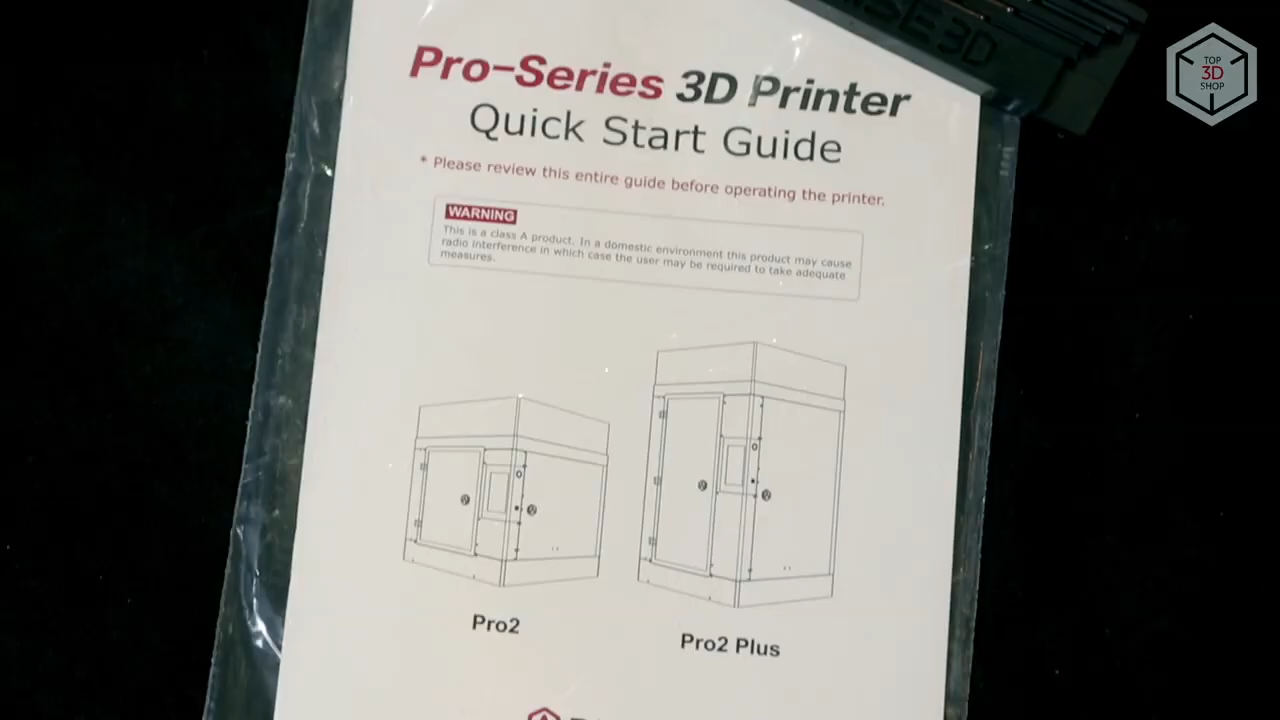 TOP
3D
SHOP
Pro-Series 3D Printer
Quick Start Guide
* Please review this entire guide before operating the printer.
WARNING
This is a class A product. In a domestic environment this product may cause
radio interference in which case the user may be required to take adequate
measures.
Pro2
Pro2 Plus